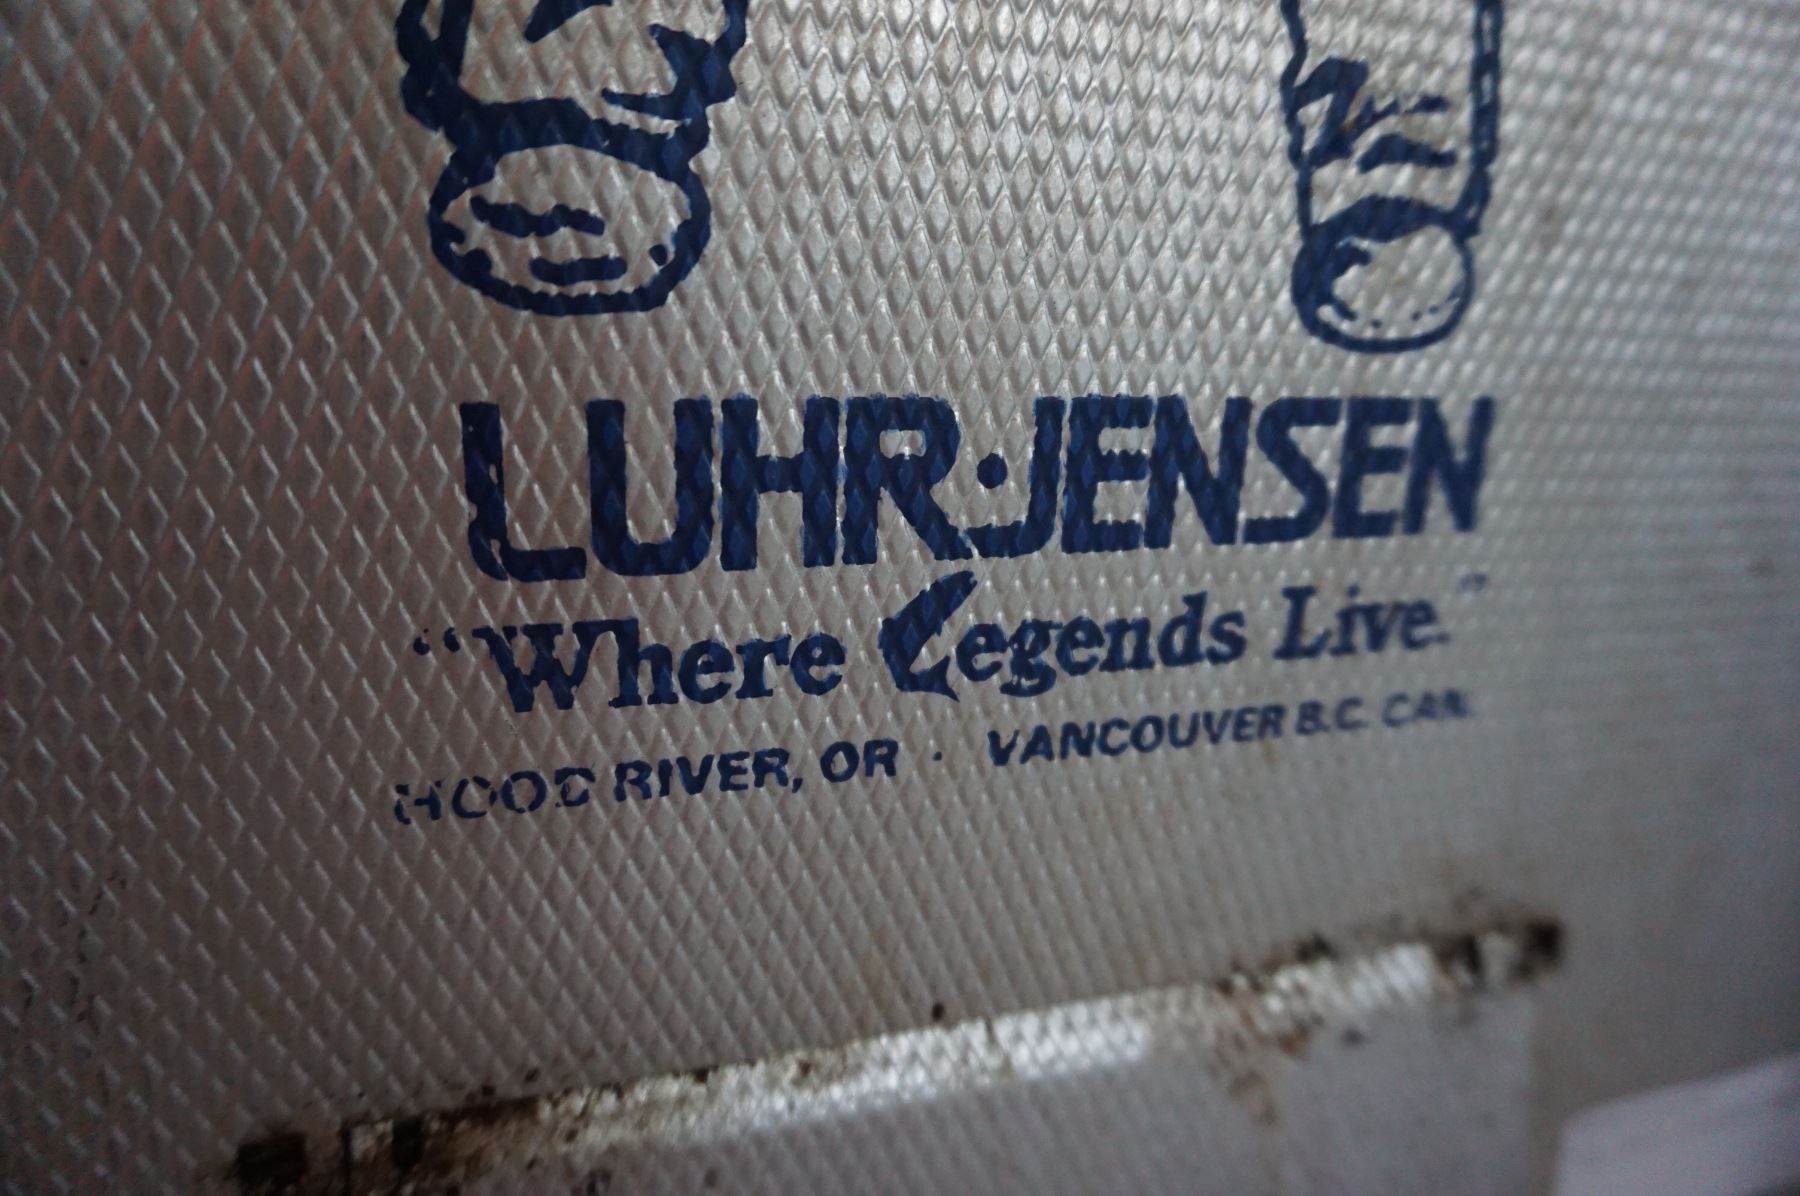 LUHR·JENSEN
"Where Legends Live."
HOOD RIVER, OR · VANCOUVER B.C. CAN.